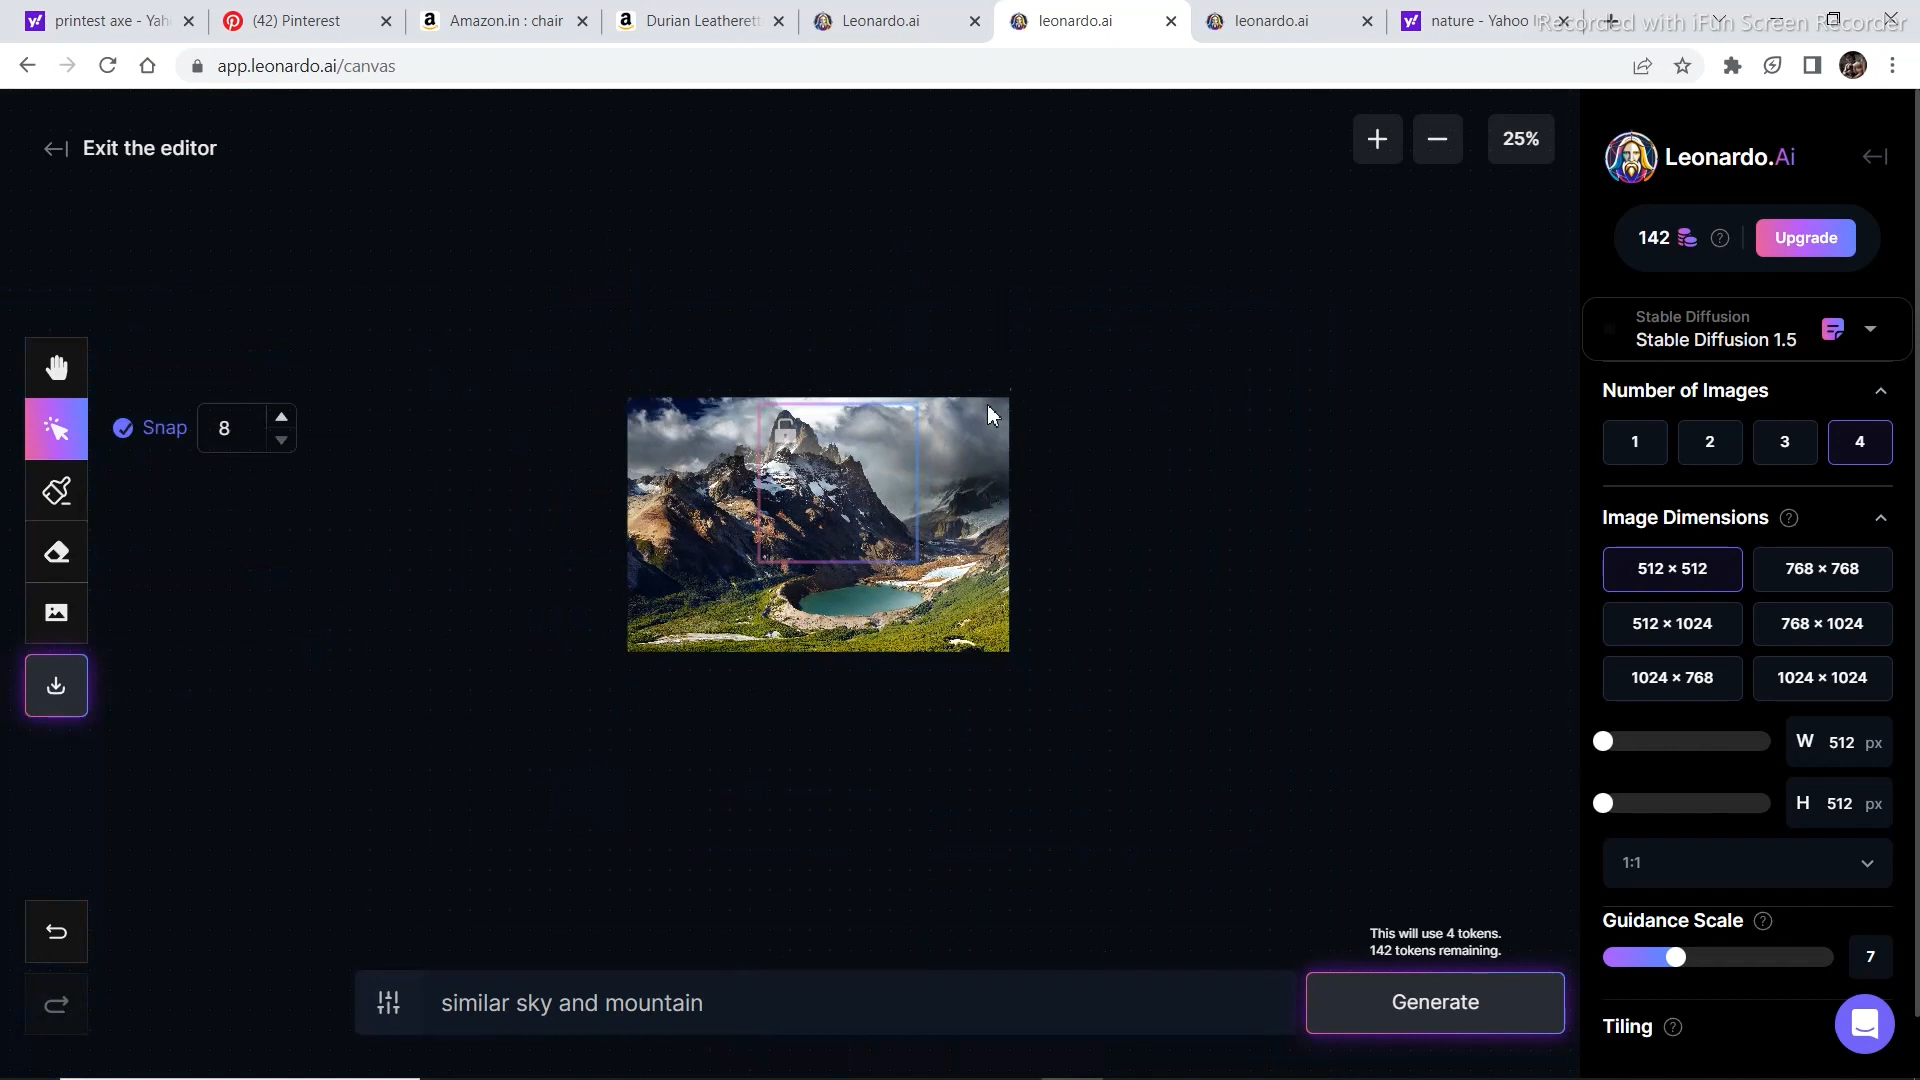 printest axe - Yah
(42) Pinterest
Amazon.in : chair
Durian Leatherett
Leonardo.ai
leonardo.ai
leonardo.ai
nature - Yahoo I
Recorded with iFun Screen Recorder
app.leonardo.ai/canvas
Exit the editor
25%
Leonardo.Ai
142
Upgrade
Stable Diffusion
Stable Diffusion 1.5
Number of Images
1 2 3 4
Snap 8
Image Dimensions
512 × 512 768 × 768
512 × 1024 768 × 1024
1024 × 768 1024 × 1024
W 512 px
H 512 px
1:1
Guidance Scale
7
This will use 4 tokens.
142 tokens remaining.
similar sky and mountain
Generate
Tiling